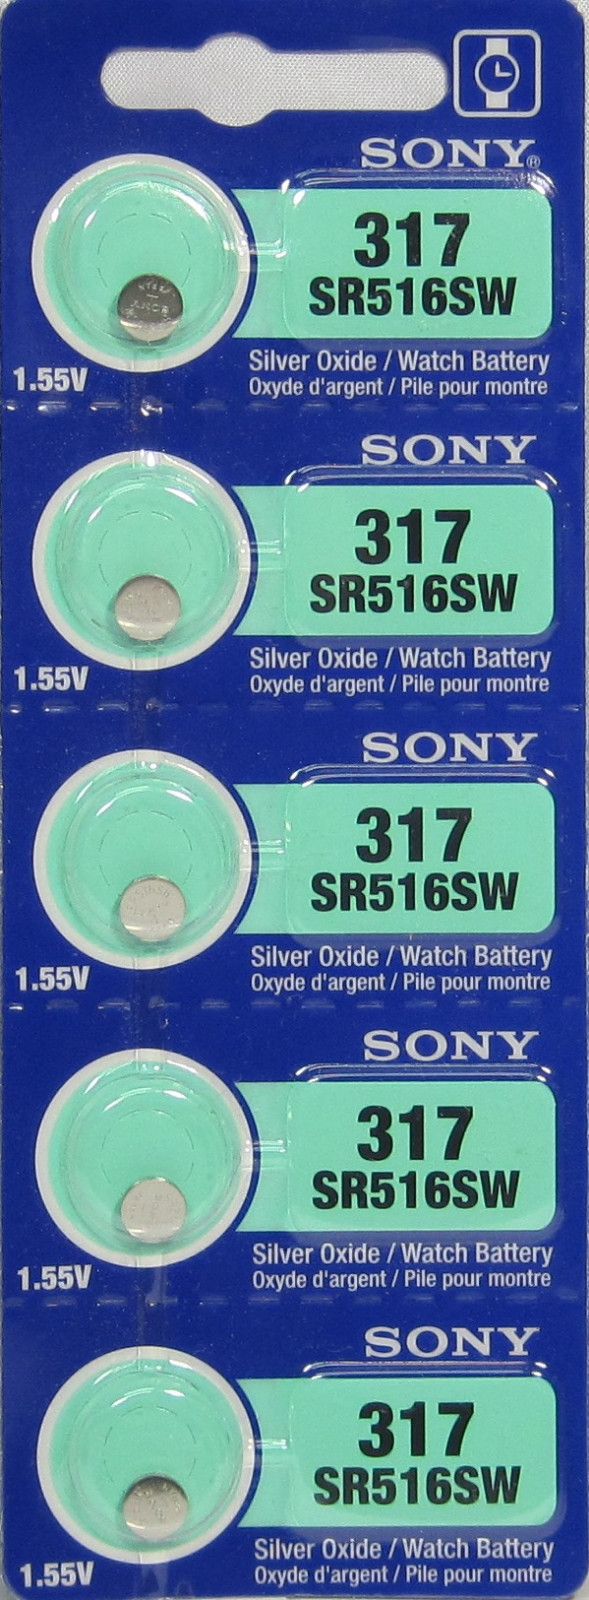 SONY®
317
SR516SW
Silver Oxide / Watch Battery
1.55V
Oxyde d'argent / Pile pour montre
SONY
317
SR516SW
Silver Oxide / Watch Battery
1.55V
Oxyde d'argent / Pile pour montre
SONY
317
SR516SW
Silver Oxide / Watch Battery
1.55V
Oxyde d'argent / Pile pour montre
SONY
317
SR516SW
Silver Oxide / Watch Battery
1.55V
Oxyde d'argent / Pile pour montre
SONY
317
SR516SW
Silver Oxide / Watch Battery
1.55V
Oxyde d'argent / Pile pour montre